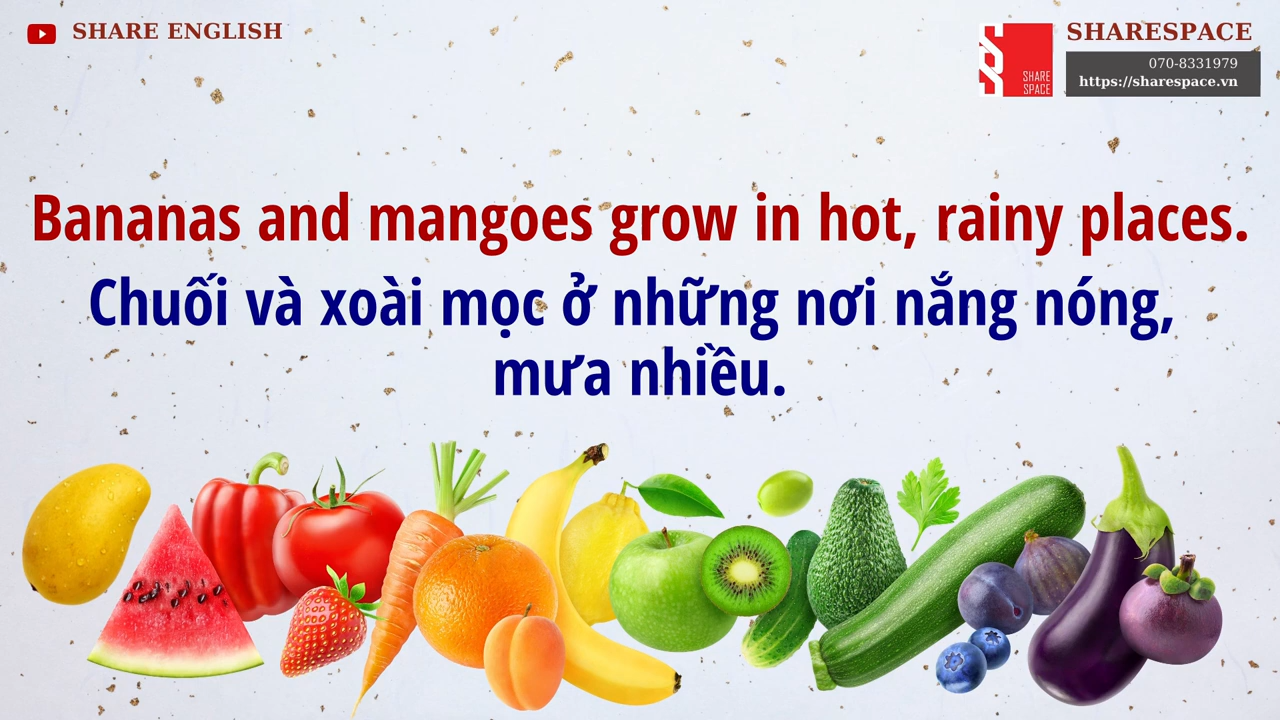 SHARE ENGLISH
SHARESPACE
070-8331979
https://sharespace.vn
SHARE
SPACE
Bananas and mangoes grow in hot, rainy places.
Chuối và xoài mọc ở những nơi nắng nóng,
mưa nhiều.